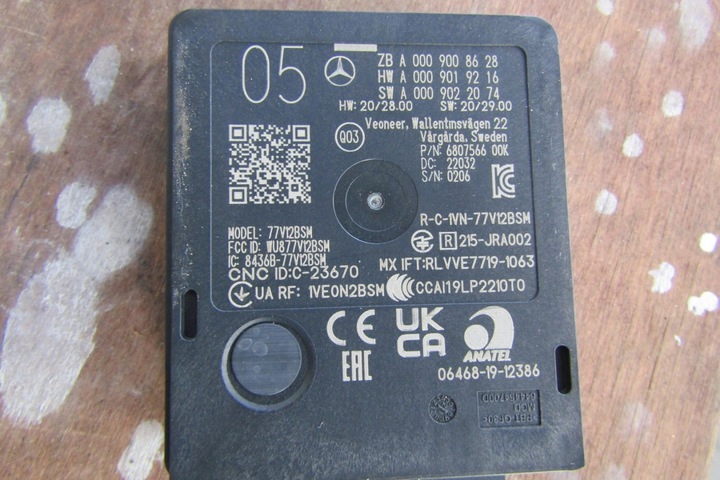 05
ZB A 000 900 86 28
HW A 000 901 92 16
SW A 000 902 20 74
HW: 20/28.00 SW: 20/29.00
Q03
Veoneer, Wallentinsvägen 22
Vårgårda, Sweden
P/N: 6807566 00K
DC: 22032
S/N: 0206
R-C-1VN-77V12BSM
MODEL: 77V12BSM
FCC ID: WU877V12BSM
IC: 8436B-77V12BSM
R 215-JRA002
CNC ID:C-23670
MX IFT:RLVVE7719-1063
UA RF: 1VEON2BSM
CCAI19LP2210T0
CE
UK
CA
EAC
ANATEL
06468-19-12386